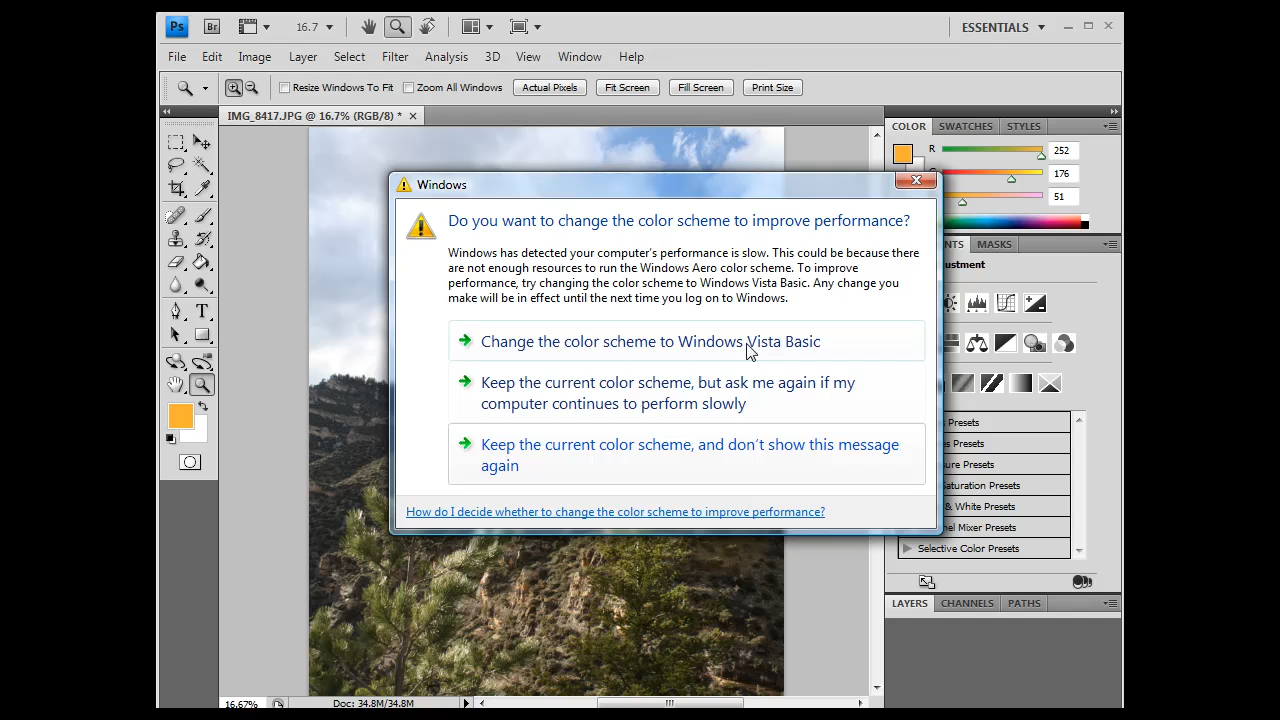 Ps Br 16.7 ESSENTIALS
File Edit Image Layer Select Filter Analysis 3D View Window Help
Resize Windows To Fit Zoom All Windows Actual Pixels Fit Screen Fill Screen Print Size
IMG_8417.JPG @ 16.7% (RGB/8) *
COLOR SWATCHES STYLES
R 252
176
51
Windows
Do you want to change the color scheme to improve performance?
Windows has detected your computer's performance is slow. This could be because there
are not enough resources to run the Windows Aero color scheme. To improve
performance, try changing the color scheme to Windows Vista Basic. Any change you
make will be in effect until the next time you log on to Windows.
Change the color scheme to Windows Vista Basic
Keep the current color scheme, but ask me again if my
computer continues to perform slowly
Keep the current color scheme, and don't show this message
again
How do I decide whether to change the color scheme to improve performance?
NTS MASKS
justment
Presets
es Presets
ure Presets
Saturation Presets
& White Presets
nel Mixer Presets
Selective Color Presets
LAYERS CHANNELS PATHS
T
16.67% Doc: 34.8M/34.8M